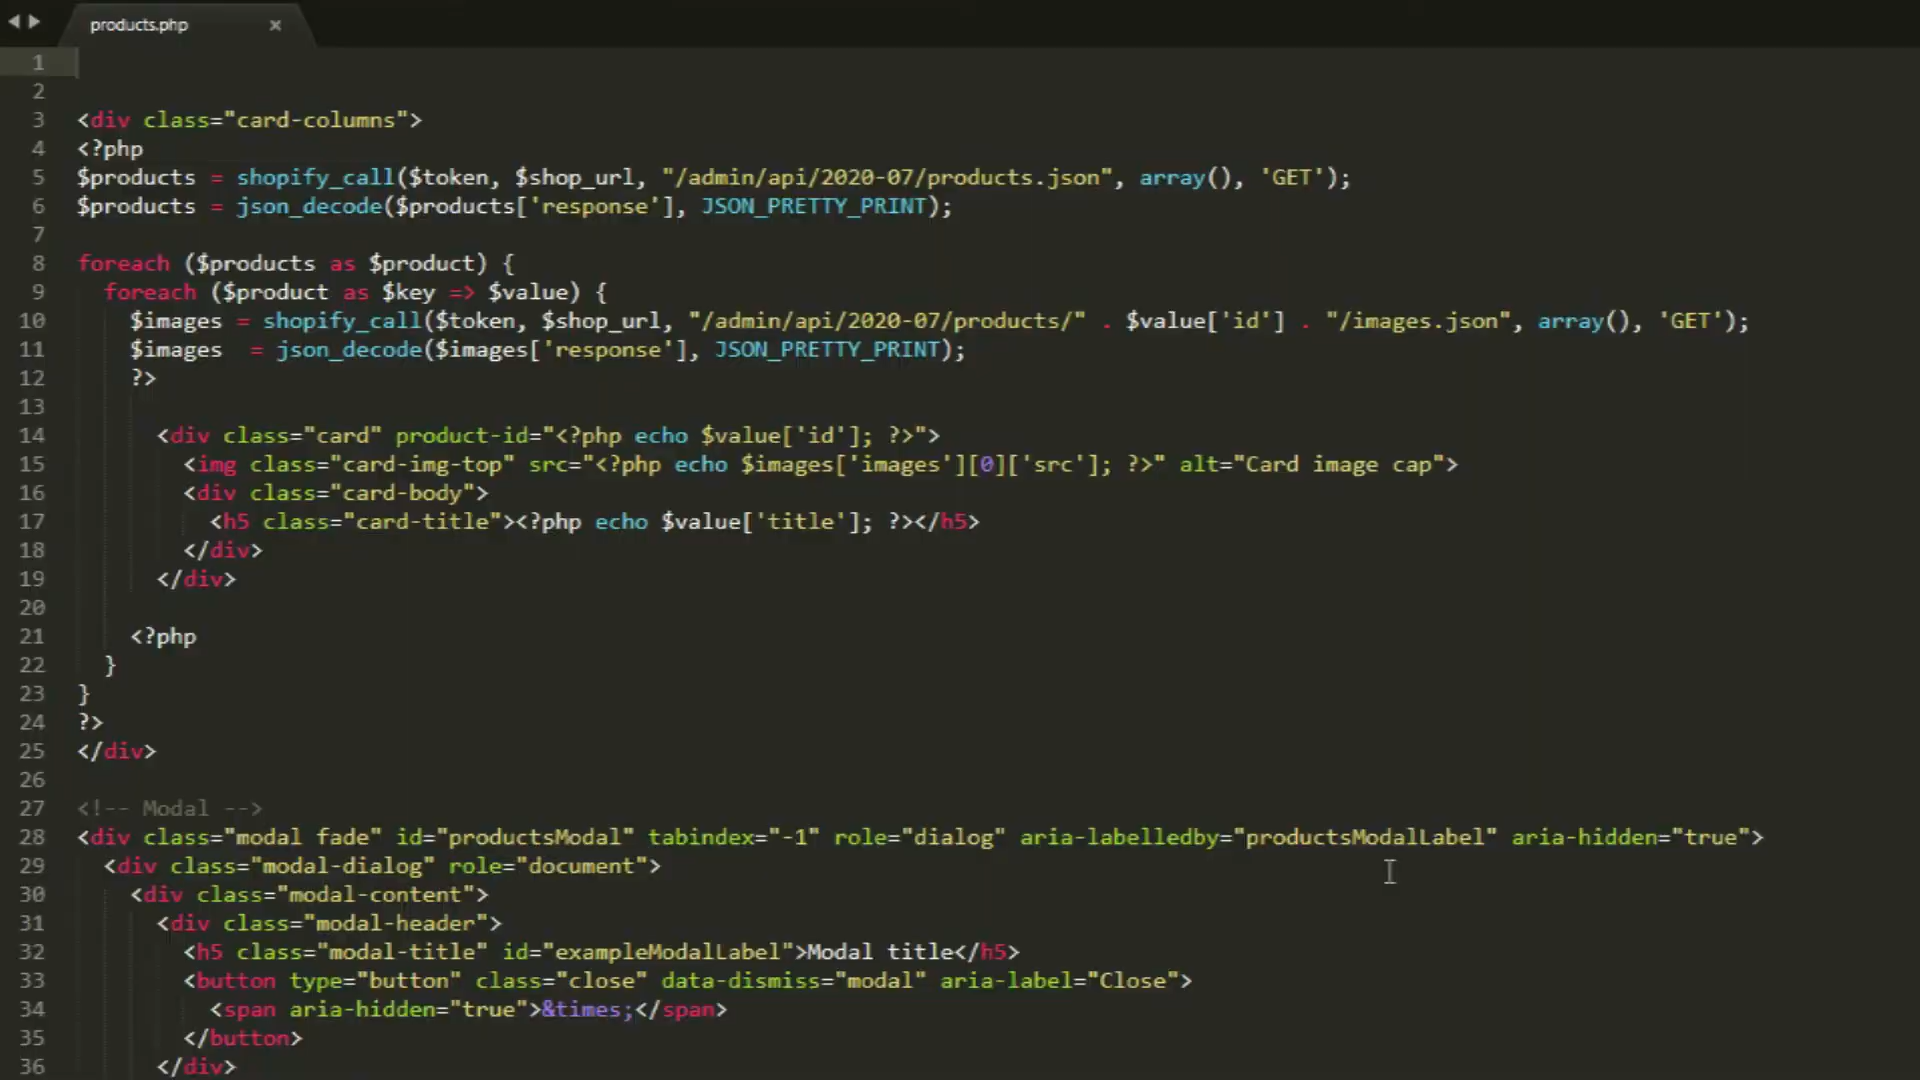 products.php ×
1
2
3 <div class="card-columns">
4 <?php
5 $products = shopify_call($token, $shop_url, "/admin/api/2020-07/products.json", array(), 'GET');
6 $products = json_decode($products['response'], JSON_PRETTY_PRINT);
7
8 foreach ($products as $product) {
9   foreach ($product as $key => $value) {
10     $images = shopify_call($token, $shop_url, "/admin/api/2020-07/products/" . $value['id'] . "/images.json", array(), 'GET');
11     $images  = json_decode($images['response'], JSON_PRETTY_PRINT);
12     ?>
13
14       <div class="card" product-id="<?php echo $value['id']; ?>">
15         <img class="card-img-top" src="<?php echo $images['images'][0]['src']; ?>" alt="Card image cap">
16         <div class="card-body">
17           <h5 class="card-title"><?php echo $value['title']; ?></h5>
18         </div>
19       </div>
20
21     <?php
22   }
23 }
24 ?>
25 </div>
26
27 <!-- Modal -->
28 <div class="modal fade" id="productsModal" tabindex="-1" role="dialog" aria-labelledby="productsModalLabel" aria-hidden="true">
29   <div class="modal-dialog" role="document">
30     <div class="modal-content">
31       <div class="modal-header">
32         <h5 class="modal-title" id="exampleModalLabel">Modal title</h5>
33         <button type="button" class="close" data-dismiss="modal" aria-label="Close">
34           <span aria-hidden="true">&times;</span>
35         </button>
36       </div>